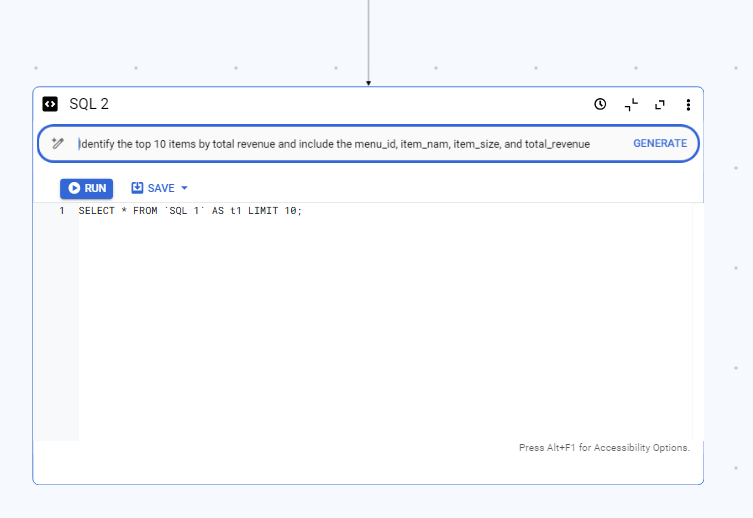 SQL 2
Identify the top 10 items by total revenue and include the menu_id, item_nam, item_size, and total_revenue
GENERATE
RUN
SAVE
1 SELECT * FROM `SQL 1` AS t1 LIMIT 10;
Press Alt+F1 for Accessibility Options.